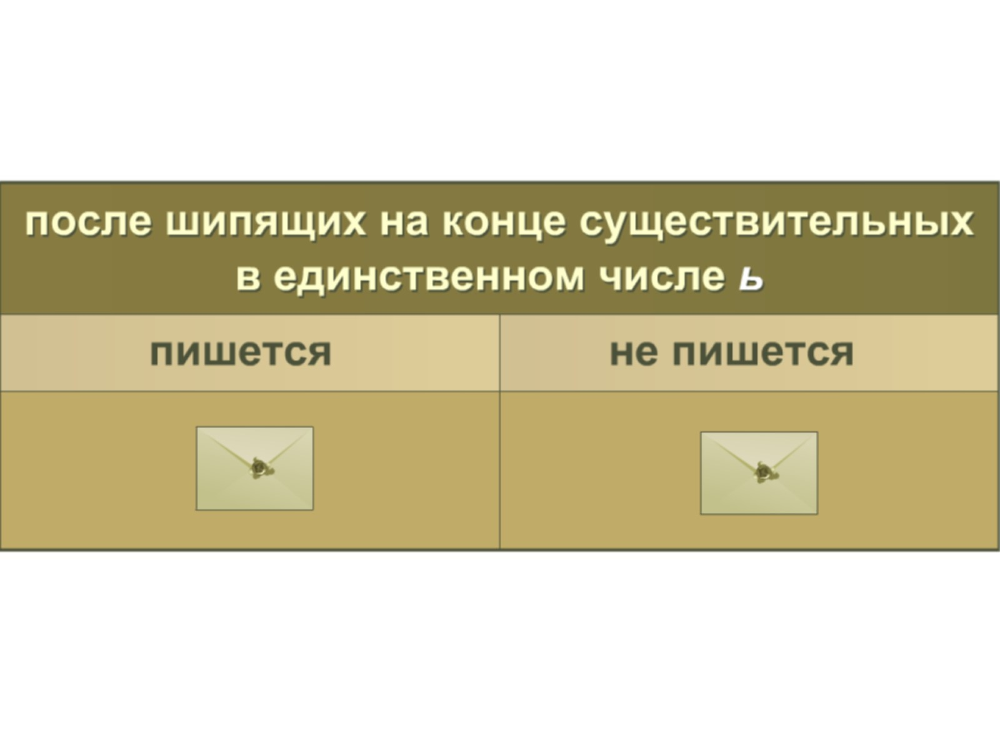 после шипящих на конце существительных
в единственном числе ь
пишется
не пишется